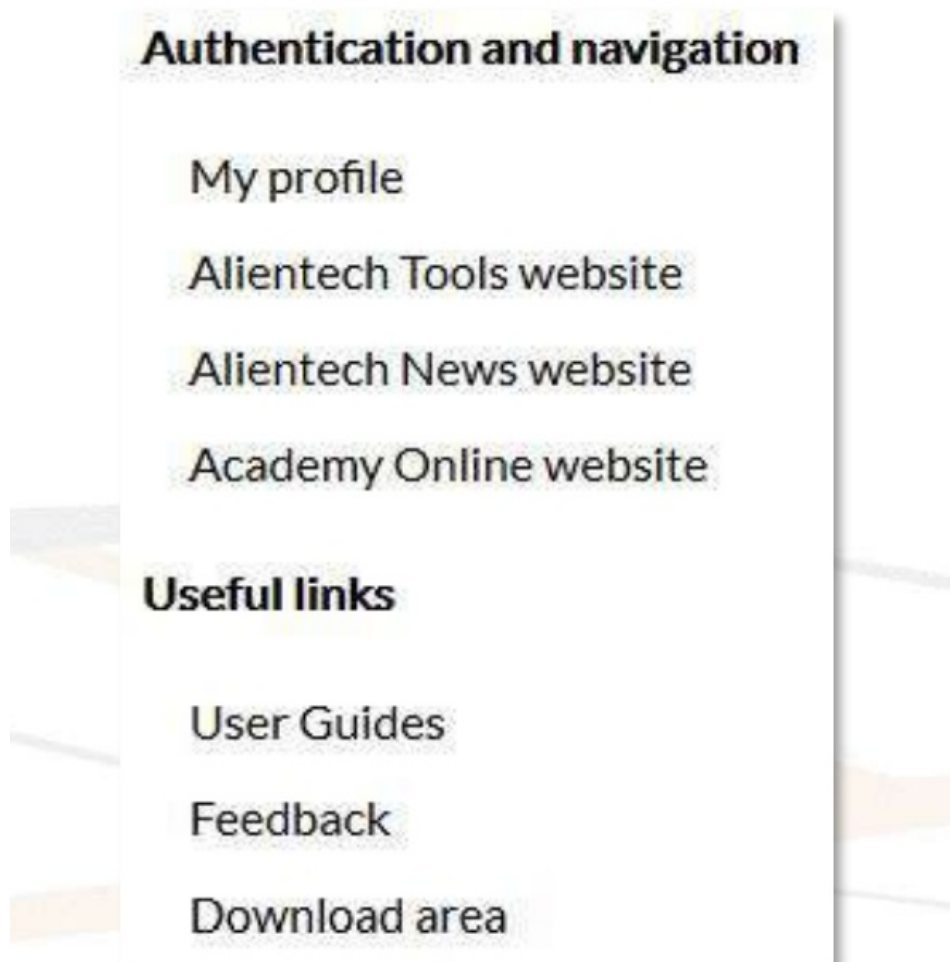 Authentication and navigation
My profile
Alientech Tools website
Alientech News website
Academy Online website
Useful links
User Guides
Feedback
Download area